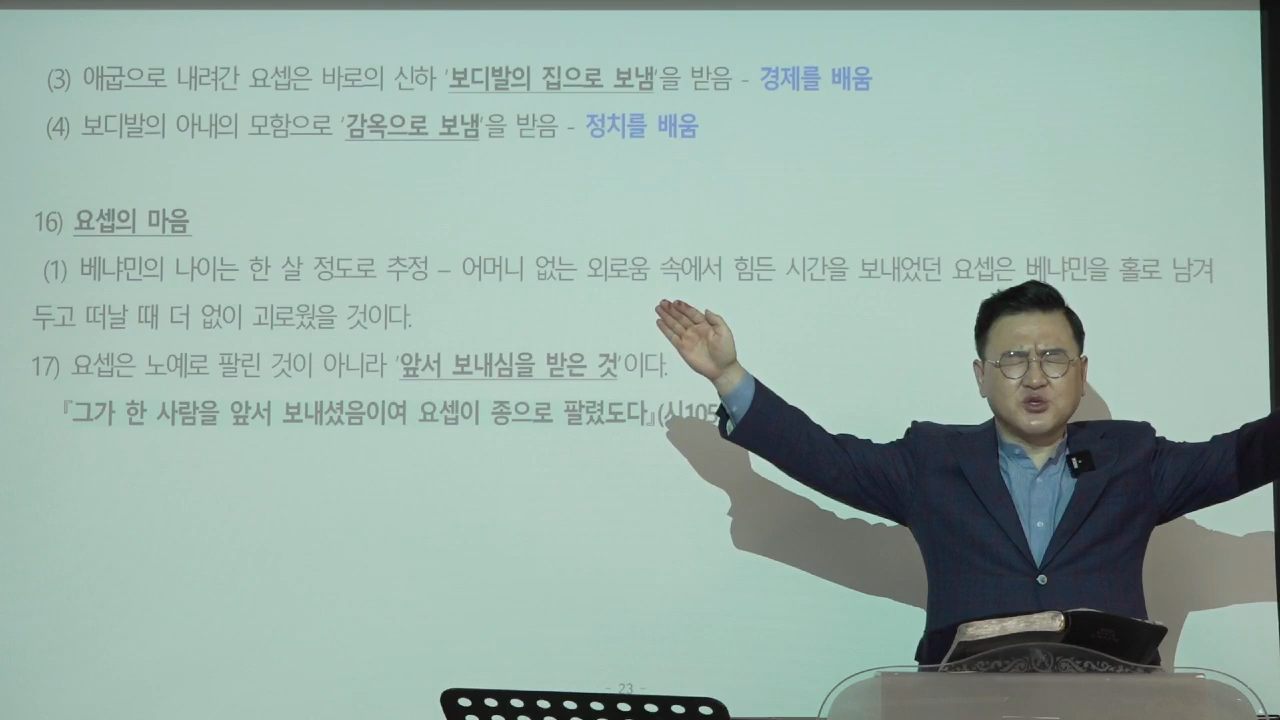 (3) 애굽으로 내려간 요셉은 바로의 신하 '보디발의 집으로 보냄'을 받음 - 경제를 배움
(4) 보디발의 아내의 모함으로 '감옥으로 보냄'을 받음 - 정치를 배움
16) 요셉의 마음
(1) 베냐민의 나이는 한 살 정도로 추정 – 어머니 없는 외로움 속에서 힘든 시간을 보내었던 요셉은 베냐민을 홀로 남겨
두고 떠날 때 더 없이 괴로웠을 것이다.
17) 요셉은 노예로 팔린 것이 아니라 '앞서 보내심을 받은 것'이다.
『그가 한 사람을 앞서 보내셨음이여 요셉이 종으로 팔렸도다』(시105
- 23 -